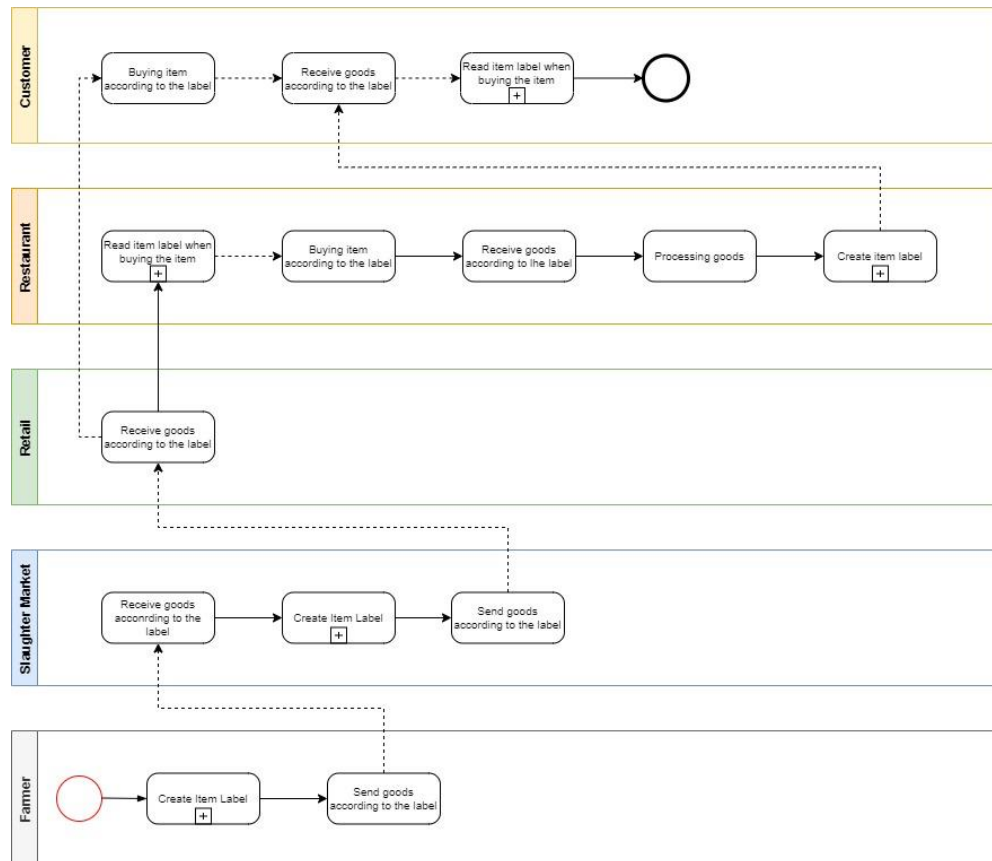 Customer
Buying item
according to the label
Receive goods
according to the label
Read item label when
buying the item
Restaurant
Read item label when
buying the item
Buying item
according to the label
Receive goods
according to lhe label
Processing goods
Create item label
Retail
Receive goods
according to the label
Slaughter Market
Receive goods
acconrding to the
label
Create Item Label
Send goods
according to the label
Farmer
Create Item Label
Send goods
according to the label